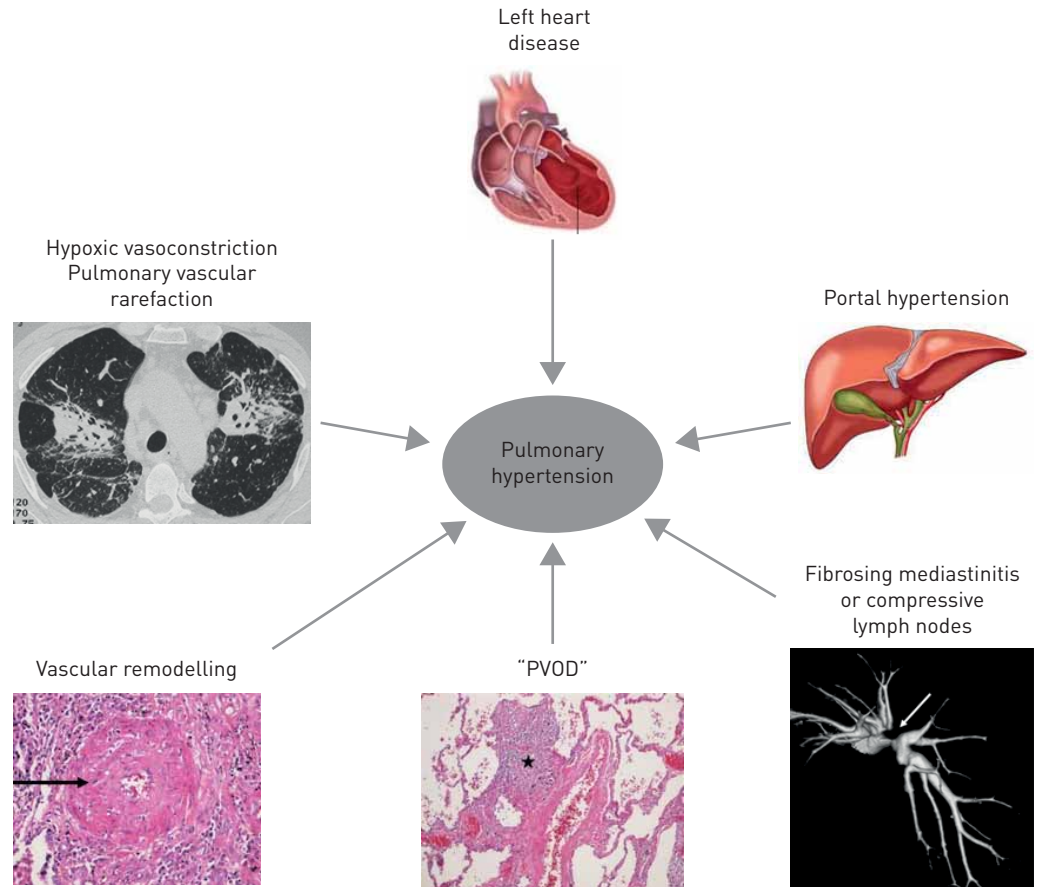 Left heart
disease
Hypoxic vasoconstriction
Pulmonary vascular
rarefaction
Portal hypertension
Pulmonary
hypertension
Fibrosing mediastinitis
or compressive
lymph nodes
Vascular remodelling
“PVOD”